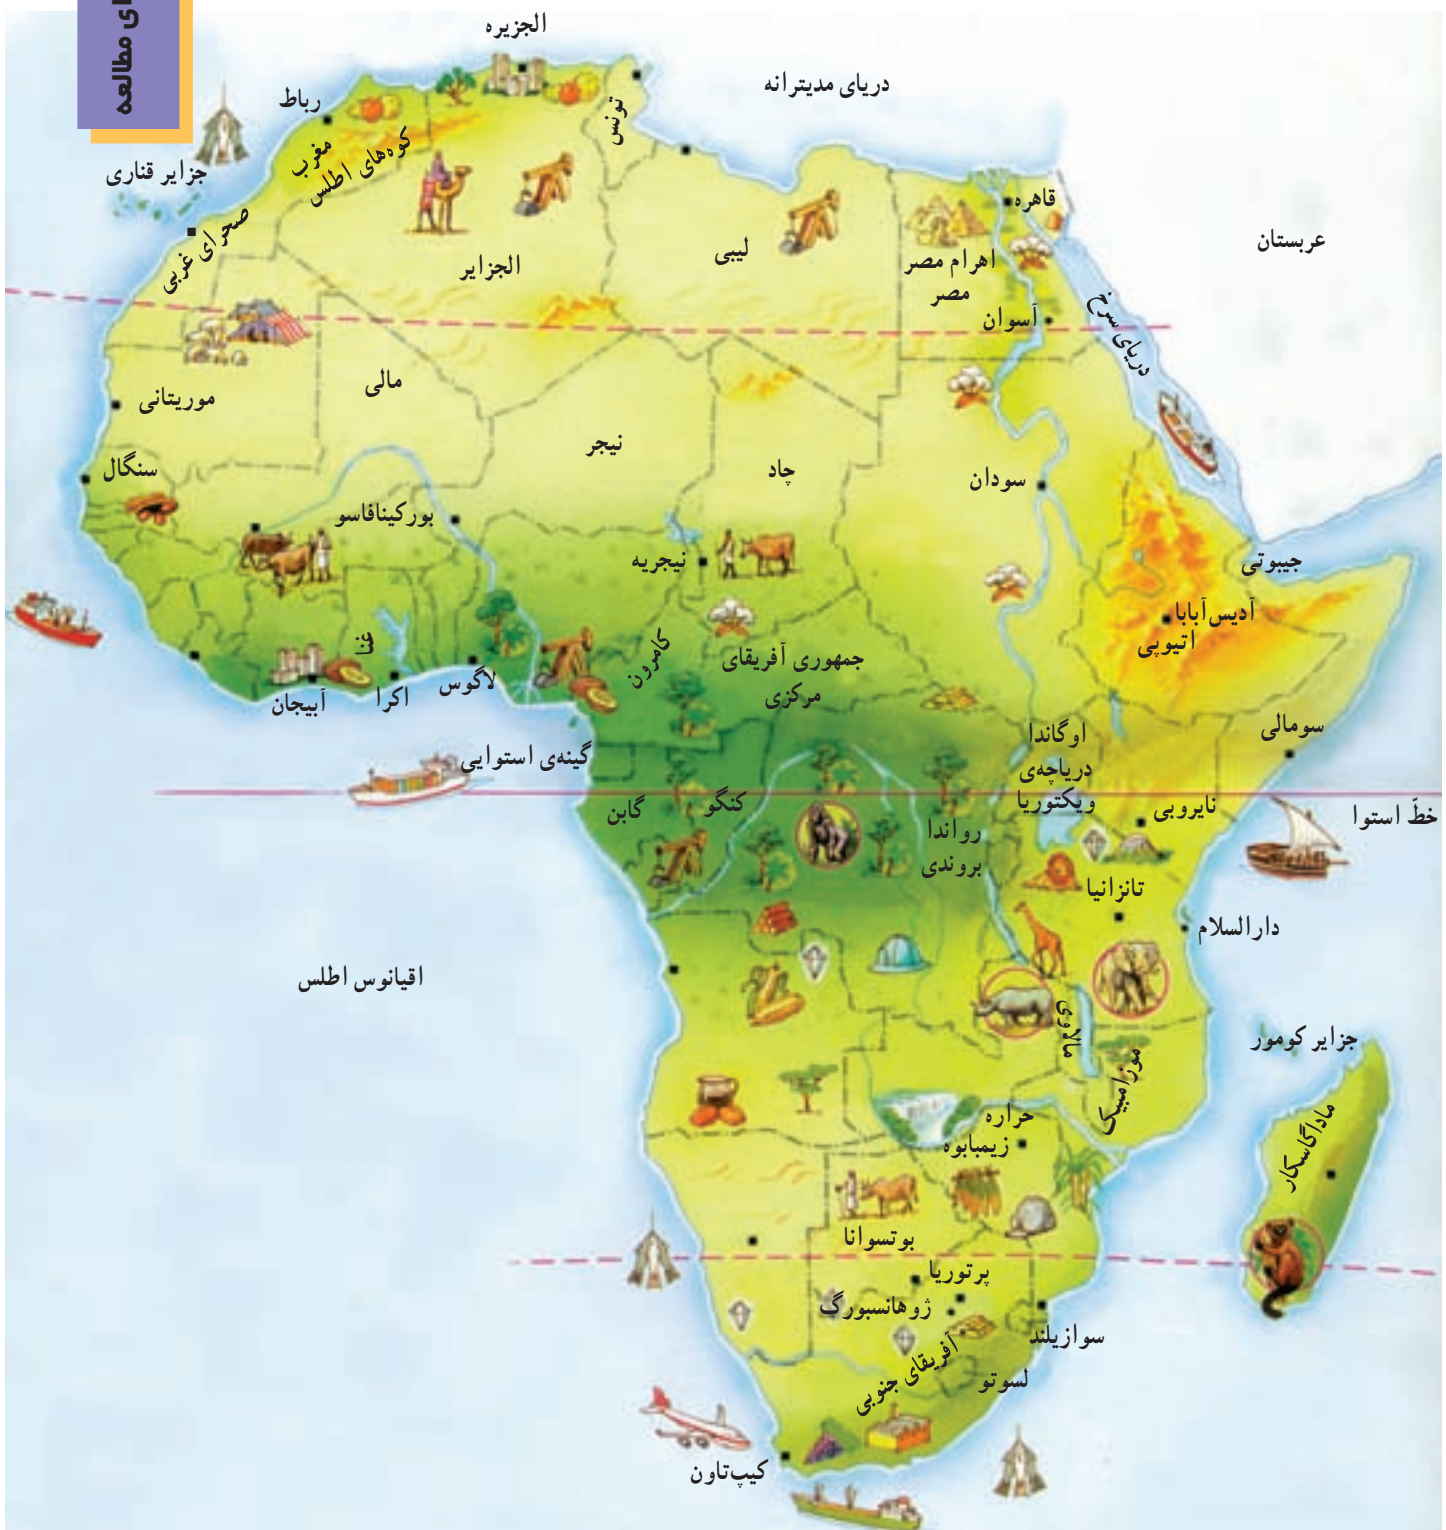 ای مطالعه
الجزیره
دریای مدیترانه
رباط
تونس
مغرب
کوه‌های اطلس
جزایر قناری
صحرای غربی
الجزایر
لیبی
قاهره
اهرام مصر
مصر
آسوان
عربستان
دریای سرخ
موریتانی
مالی
نیجر
چاد
سودان
سنگال
بورکینافاسو
نیجریه
جیبوتی
آدیس‌آبابا
اتیوپی
غنا
کامرون
جمهوری آفریقای
مرکزی
آبیجان
اکرا
لاگوس
سومالی
گینه‌ی استوایی
اوگاندا
دریاچه‌ی
ویکتوریا
گابن
کنگو
نایروبی
خطّ استوا
رواندا
بروندی
تانزانیا
دارالسلام
اقیانوس اطلس
مالاوی
موزامبیک
جزایر کومور
ماداگاسکار
حراره
زیمبابوه
بوتسوانا
پرتوریا
ژوهانسبورگ
سوازیلند
آفریقای جنوبی
لسوتو
کیپ‌تاون